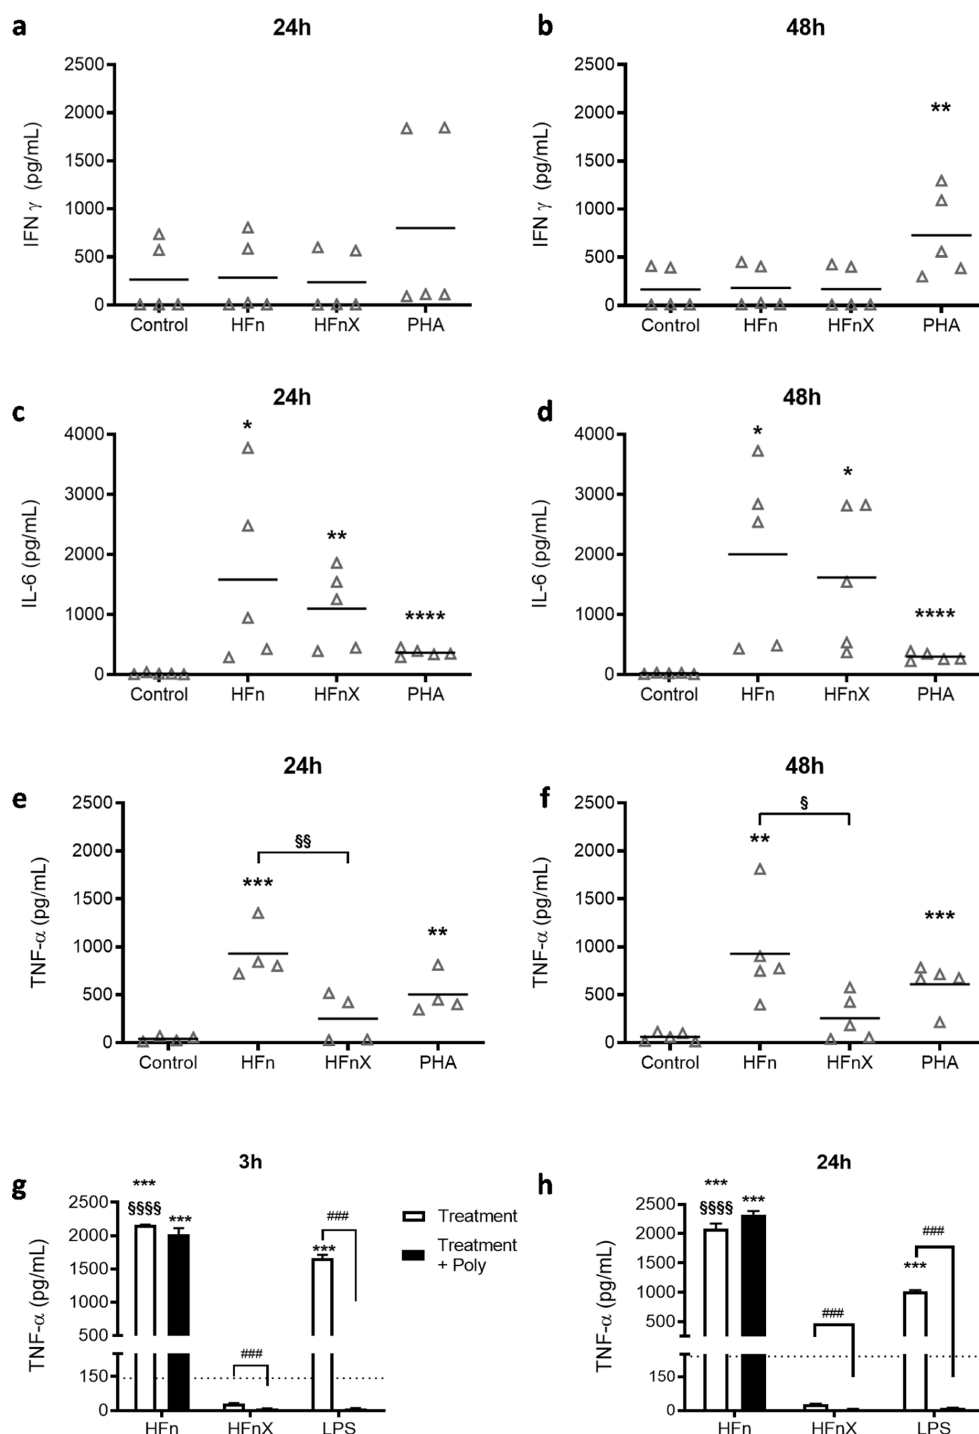 a
24h
2500
2000
1500
1000
500
0
IFN γ (pg/mL)
Control HFn HFnX PHA
b
48h
2500
2000
1500
1000
500
0
IFN γ (pg/mL)
**
Control HFn HFnX PHA
c
24h
4000
3000
2000
1000
0
IL-6 (pg/mL)
*
**
****
Control HFn HFnX PHA
d
48h
4000
3000
2000
1000
0
IL-6 (pg/mL)
*
*
****
Control HFn HFnX PHA
e
24h
2500
2000
1500
1000
500
0
TNF-α (pg/mL)
§§
***
**
Control HFn HFnX PHA
f
48h
2500
2000
1500
1000
500
0
TNF-α (pg/mL)
§
**
***
Control HFn HFnX PHA
g
3h
2500
2000
1500
1000
500
150
0
TNF-α (pg/mL)
***
§§§§ ***
###
***
###
HFn HFnX LPS
Treatment
Treatment
+ Poly
h
24h
2500
2000
1500
1000
500
150
0
TNF-α (pg/mL)
***
§§§§ ***
###
***
###
HFn HFnX LPS